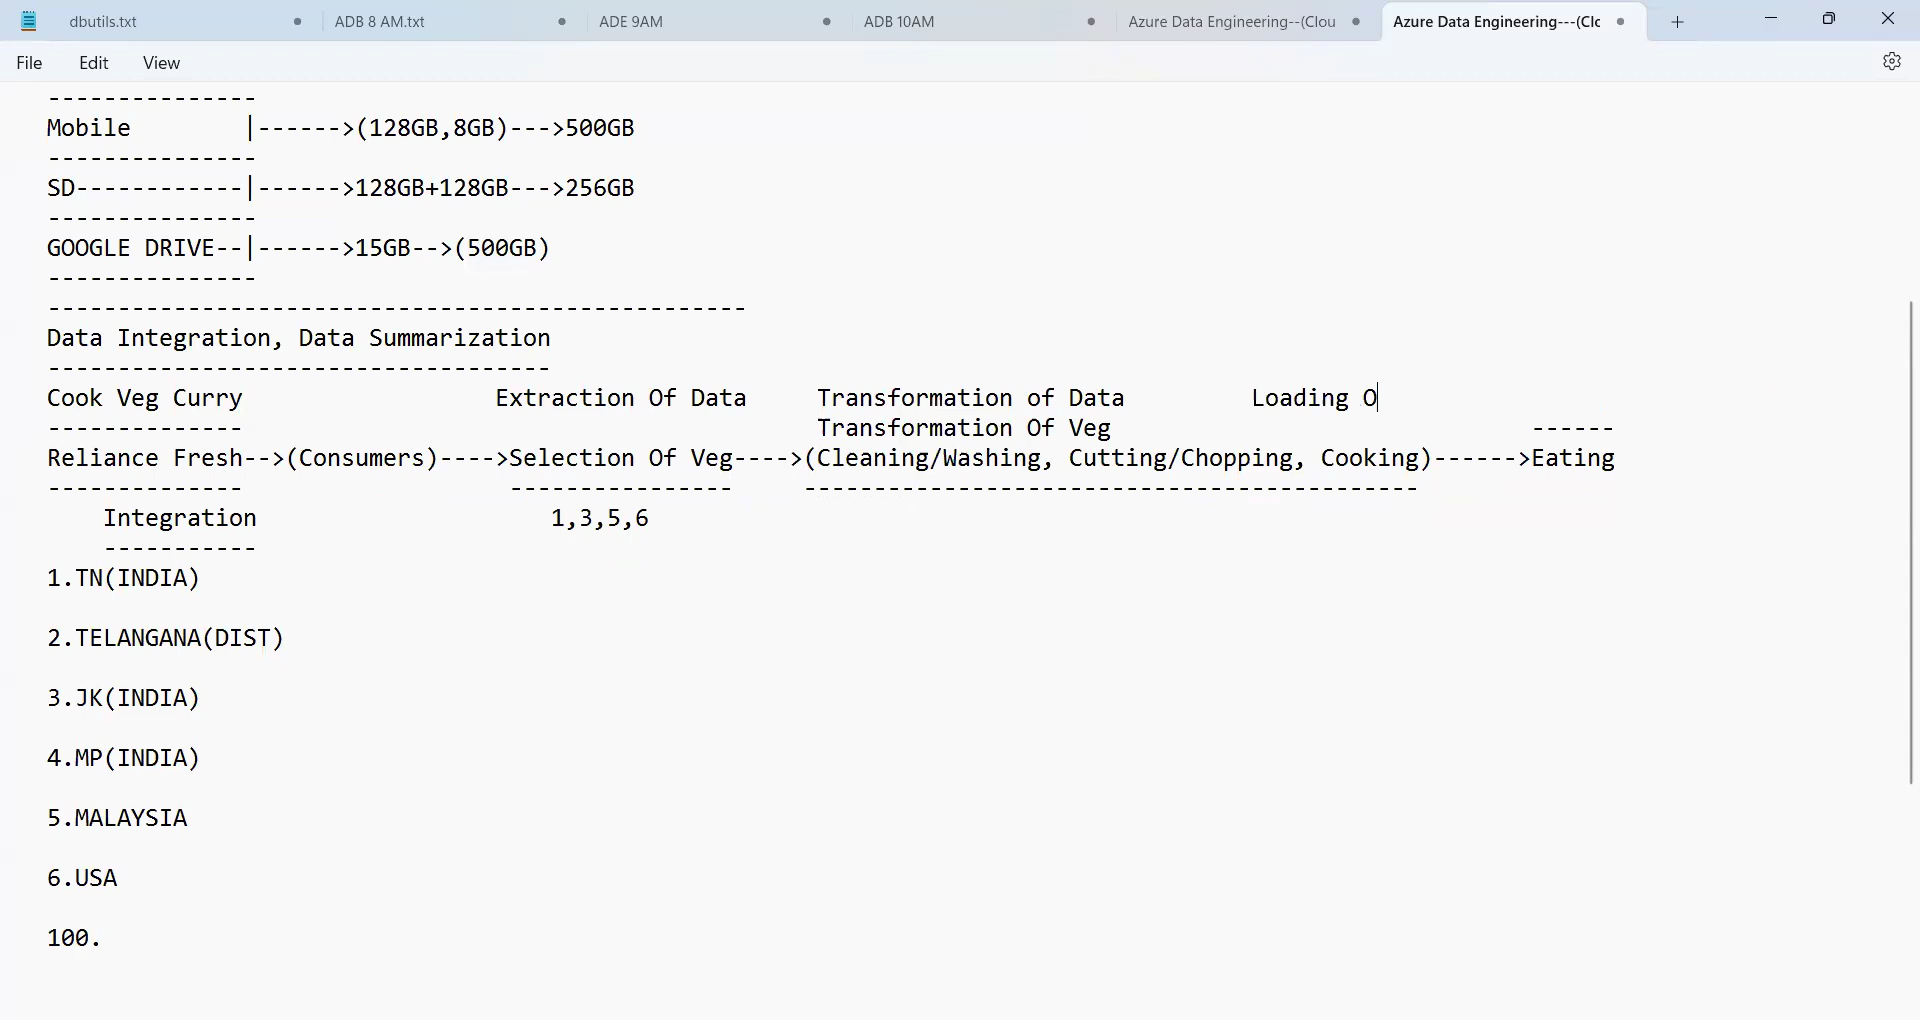 dbutils.txt ADB 8 AM.txt ADE 9AM ADB 10AM Azure Data Engineering--(Clou Azure Data Engineering---(Clc
File Edit View
---------------
Mobile |------>(128GB,8GB)--->500GB
---------------
SD------------|------>128GB+128GB--->256GB
---------------
GOOGLE DRIVE--|------>15GB-->(500GB)
---------------
--------------------------------------------------
Data Integration, Data Summarization
------------------------------------
Cook Veg Curry Extraction Of Data Transformation of Data Loading O
-------------- Transformation Of Veg ------
Reliance Fresh-->(Consumers)---->Selection Of Veg---->(Cleaning/Washing, Cutting/Chopping, Cooking)------>Eating
-------------- ---------------- --------------------------------------------
Integration 1,3,5,6
-----------
1.TN(INDIA)
2.TELANGANA(DIST)
3.JK(INDIA)
4.MP(INDIA)
5.MALAYSIA
6.USA
100.